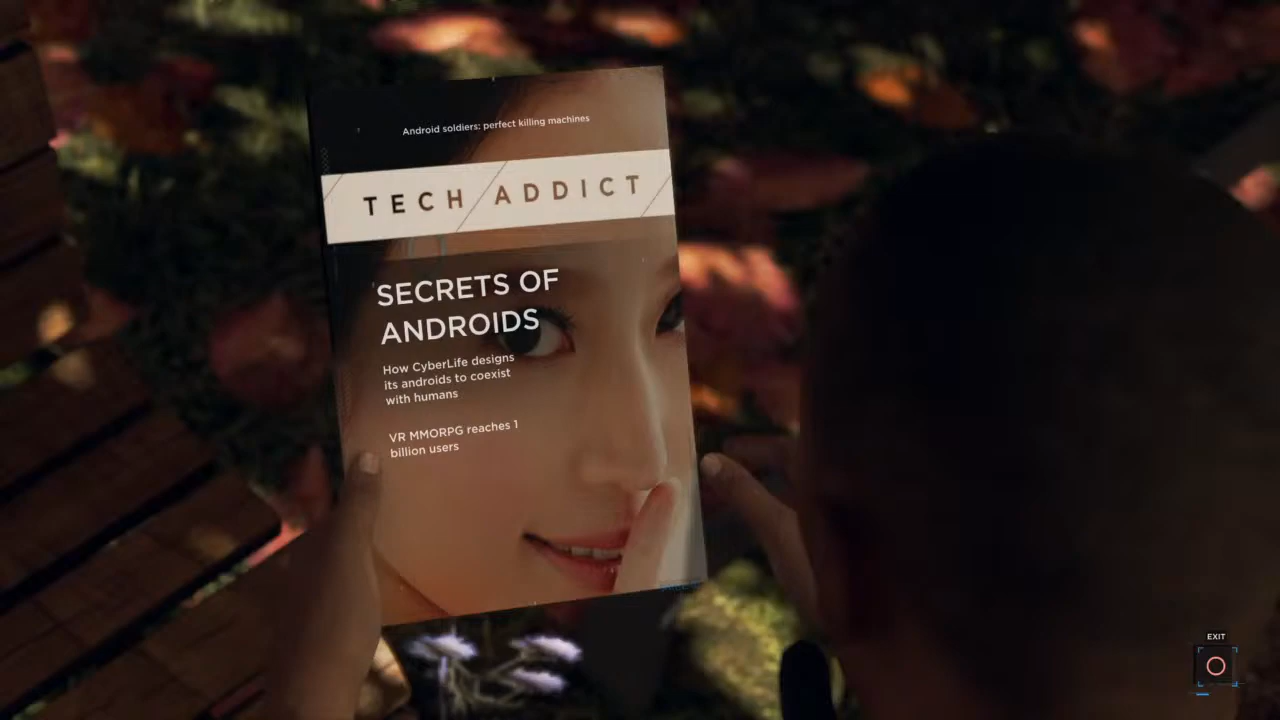 Android soldiers: perfect killing machines
TECH ADDICT
SECRETS OF
ANDROIDS
How CyberLife designs
its androids to coexist
with humans
VR MMORPG reaches 1
billion users
EXIT